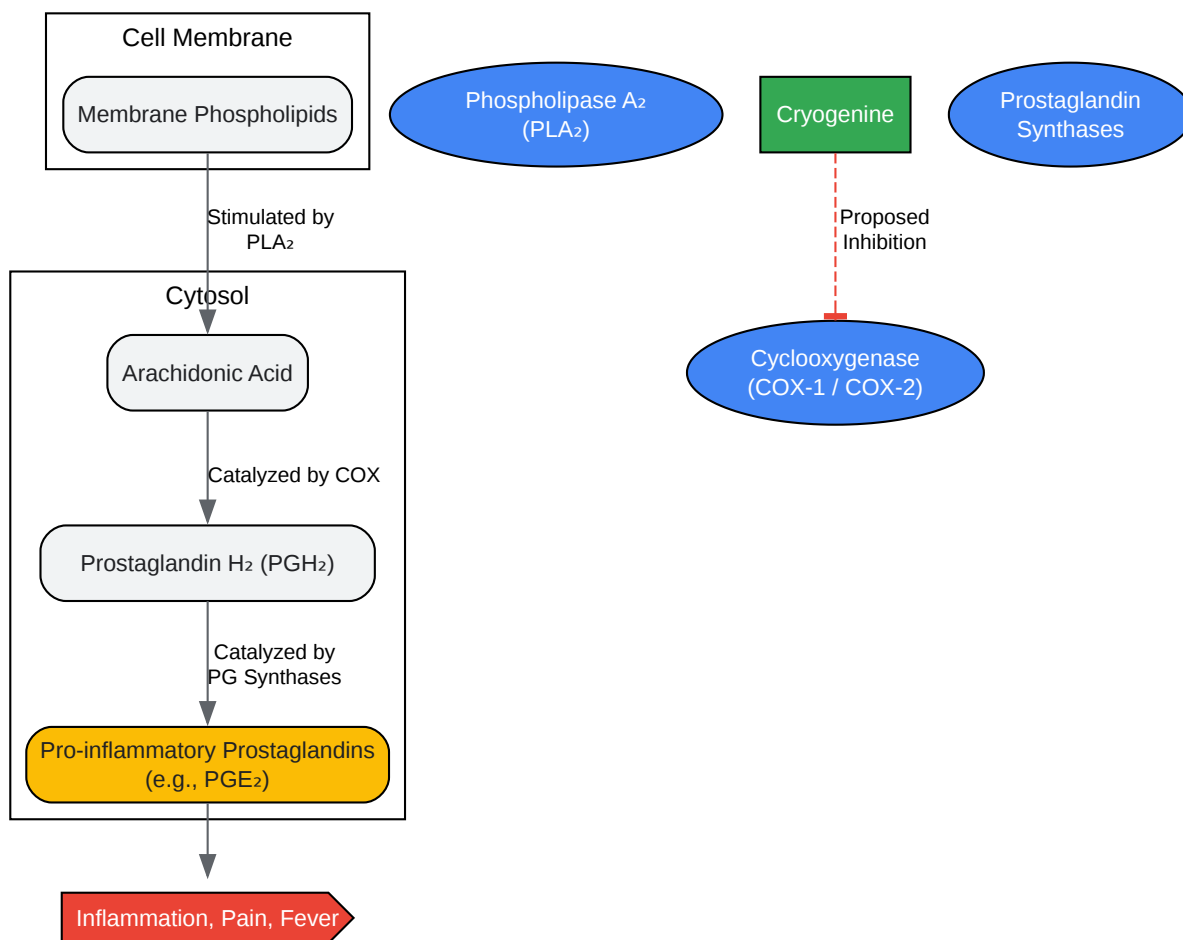 Cell Membrane
Membrane Phospholipids
Phospholipase A₂
(PLA₂)
Cryogenine
Prostaglandin
Synthases
Stimulated by
PLA₂
Proposed
Inhibition
Cytosol
Arachidonic Acid
Cyclooxygenase
(COX-1 / COX-2)
Catalyzed by COX
Prostaglandin H₂ (PGH₂)
Catalyzed by
PG Synthases
Pro-inflammatory Prostaglandins
(e.g., PGE₂)
Inflammation, Pain, Fever